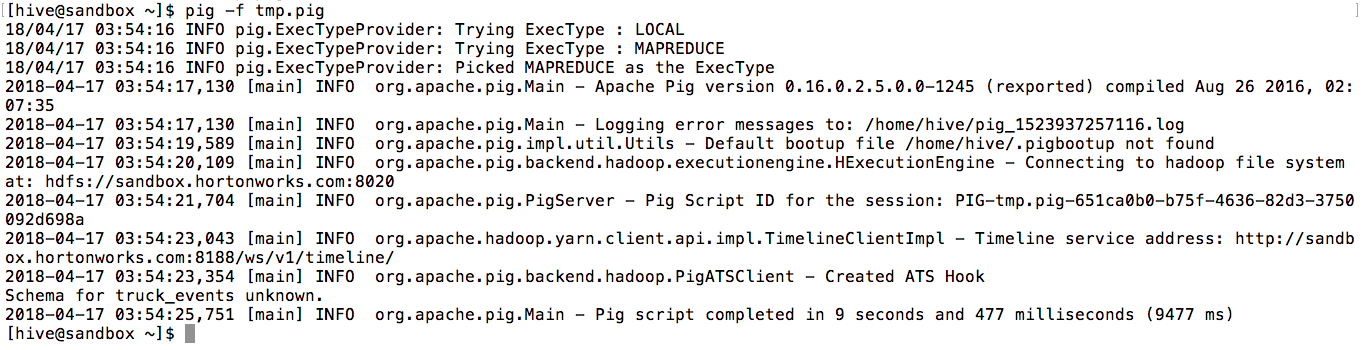 [hive@sandbox ~]$ pig -f tmp.pig
18/04/17 03:54:16 INFO pig.ExecTypeProvider: Trying ExecType : LOCAL
18/04/17 03:54:16 INFO pig.ExecTypeProvider: Trying ExecType : MAPREDUCE
18/04/17 03:54:16 INFO pig.ExecTypeProvider: Picked MAPREDUCE as the ExecType
2018-04-17 03:54:17,130 [main] INFO  org.apache.pig.Main - Apache Pig version 0.16.0.2.5.0.0-1245 (rexported) compiled Aug 26 2016, 02:
07:35
2018-04-17 03:54:17,130 [main] INFO  org.apache.pig.Main - Logging error messages to: /home/hive/pig_1523937257116.log
2018-04-17 03:54:19,589 [main] INFO  org.apache.pig.impl.util.Utils - Default bootup file /home/hive/.pigbootup not found
2018-04-17 03:54:20,109 [main] INFO  org.apache.pig.backend.hadoop.executionengine.HExecutionEngine - Connecting to hadoop file system
at: hdfs://sandbox.hortonworks.com:8020
2018-04-17 03:54:21,704 [main] INFO  org.apache.pig.PigServer - Pig Script ID for the session: PIG-tmp.pig-651ca0b0-b75f-4636-82d3-3750
092d698a
2018-04-17 03:54:23,043 [main] INFO  org.apache.hadoop.yarn.client.api.impl.TimelineClientImpl - Timeline service address: http://sandb
ox.hortonworks.com:8188/ws/v1/timeline/
2018-04-17 03:54:23,354 [main] INFO  org.apache.pig.backend.hadoop.PigATSClient - Created ATS Hook
Schema for truck_events unknown.
2018-04-17 03:54:25,751 [main] INFO  org.apache.pig.Main - Pig script completed in 9 seconds and 477 milliseconds (9477 ms)
[hive@sandbox ~]$